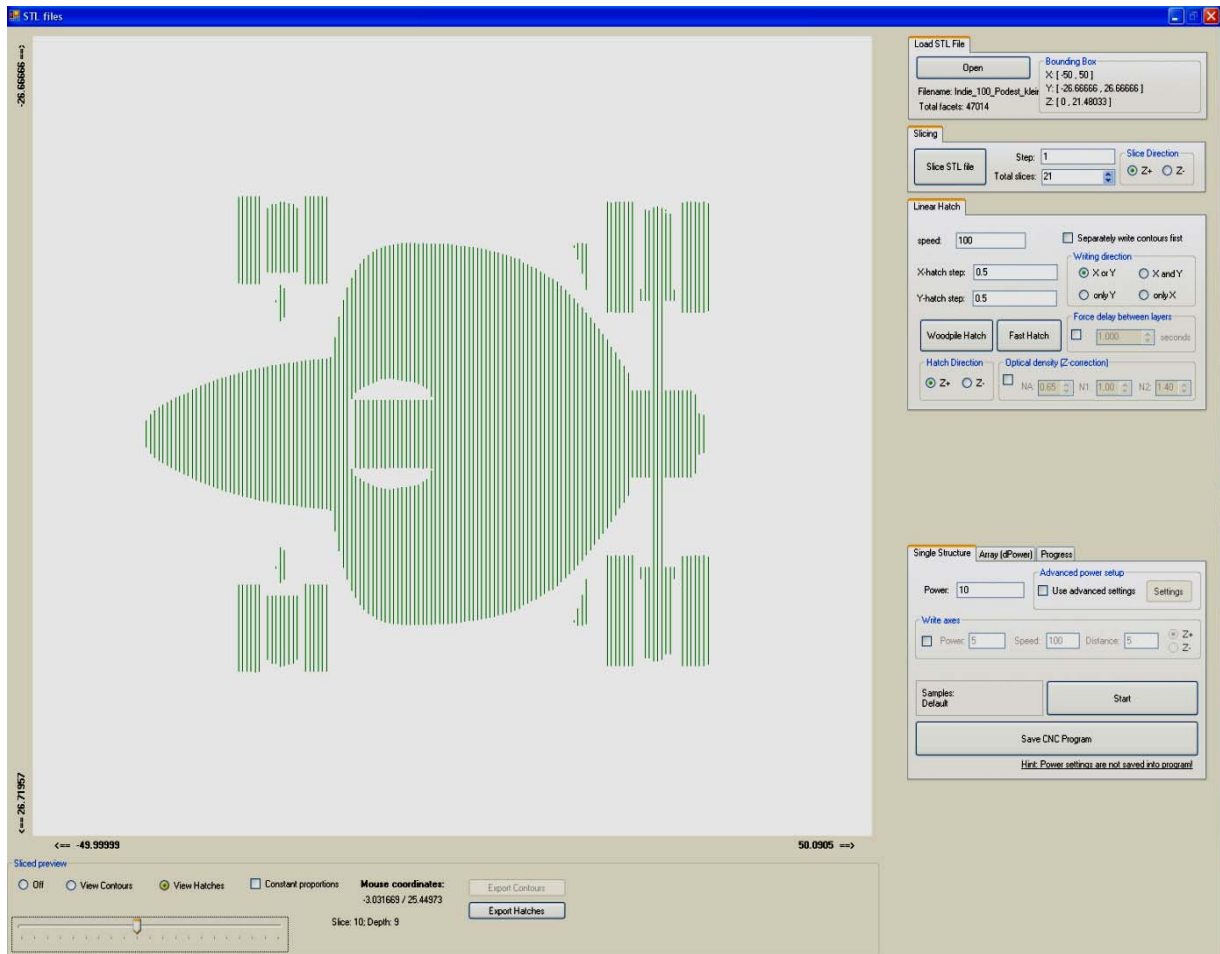 STL files
-26.66666 ==>
<== 26.71957
<== -49.99999
50.0905 ==>
Load STL File
Open
Filename: Indie_100_Podest_klein
Total facets: 47014
Bounding Box
X: [ -50 , 50 ]
Y: [ -26.66666 , 26.66666 ]
Z: [ 0 , 21.48033 ]
Slicing
Slice STL file
Step: 1
Total slices: 21
Slice Direction
Z+ Z-
Linear Hatch
speed: 100
Separately write contours first
X-hatch step: 0.5
Y-hatch step: 0.5
Writing direction
X or Y X and Y
only Y only X
Woodpile Hatch Fast Hatch
Force delay between layers
1.000 seconds
Hatch Direction
Z+ Z-
Optical density (Z-correction)
NA: 0.65 N1: 1.00 N2: 1.40
Single Structure Array (dPower) Progress
Power: 10
Advanced power setup
Use advanced settings Settings
Write axes
Power: 5 Speed: 100 Distance: 5 Z+
Z-
Samples:
Default
Start
Save CNC Program
Hint: Power settings are not saved into program!
Sliced preview
Off View Contours View Hatches Constant proportions
Mouse coordinates:
-3.031669 / 25.44973
Slice: 10; Depth: 9
Export Contours
Export Hatches